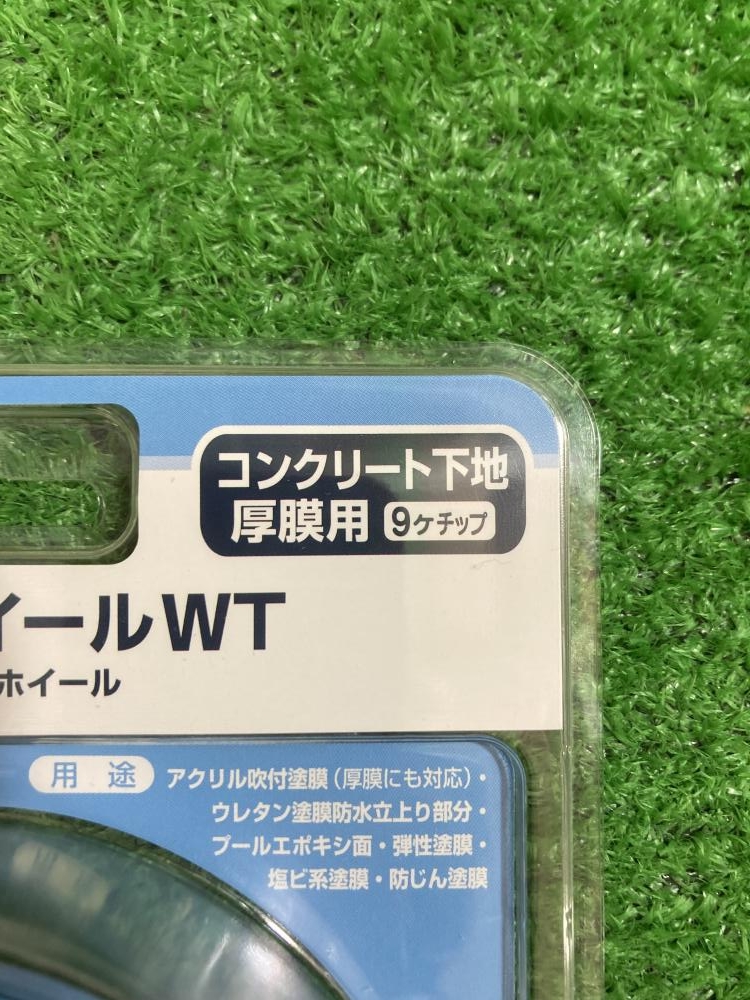 コンクリート下地
厚膜用 9ケチップ
イールWT
ホイール
用途 アクリル吹付塗膜(厚膜にも対応)・
ウレタン塗膜防水立上り部分・
プールエポキシ面・弾性塗膜・
塩ビ系塗膜・防じん塗膜